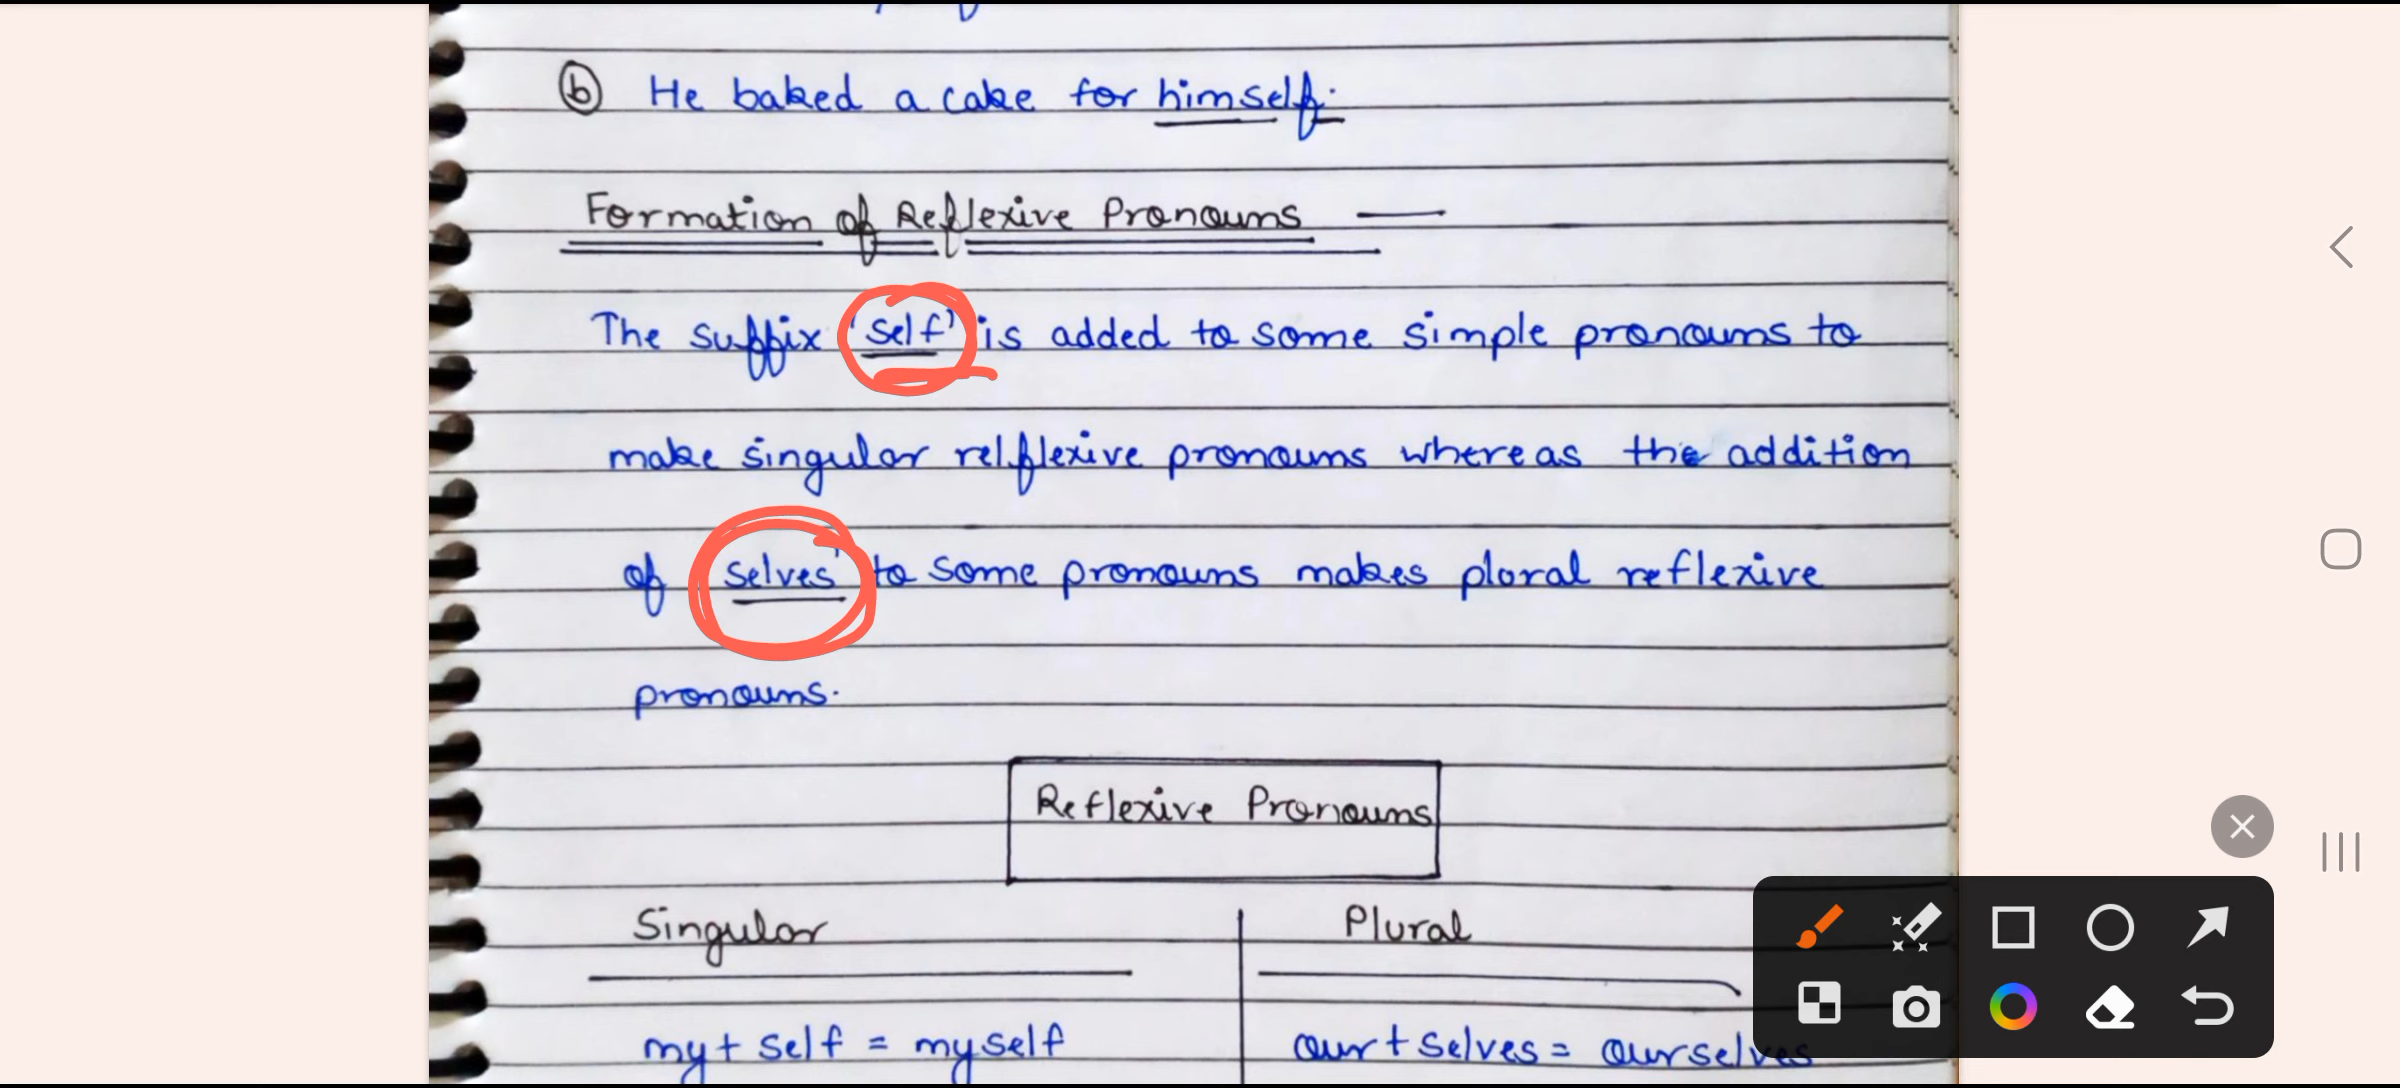 b He baked a cake for himself.
Formation of Reflexive Pronouns —
The suffix 'self' is added to some simple pronouns to
make singular relflexive pronouns whereas the addition
of selves' to some pronouns makes ploral reflexive
pronouns.
Reflexive Pronouns
Singular Plural
my + self = myself our + selves = ourselves